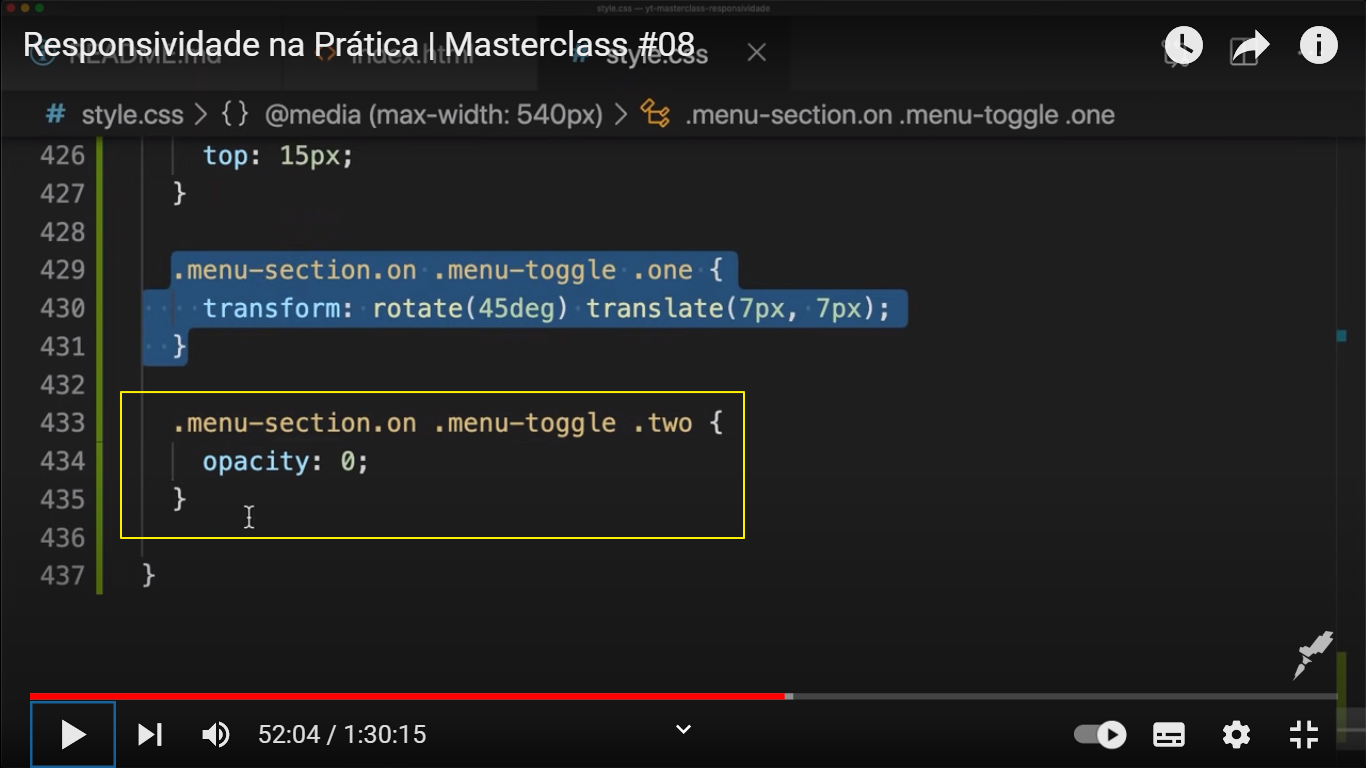 style.css — yt-masterclass-responsividade
Responsividade na Prática | Masterclass #08
README.md
index.html
# style.css
# style.css > {} @media (max-width: 540px) > .menu-section.on .menu-toggle .one
426 top: 15px;
427 }
428
429 .menu-section.on .menu-toggle .one {
430 transform: rotate(45deg) translate(7px, 7px);
431 }
432
433 .menu-section.on .menu-toggle .two {
434 opacity: 0;
435 }
436
437 }
52:04 / 1:30:15